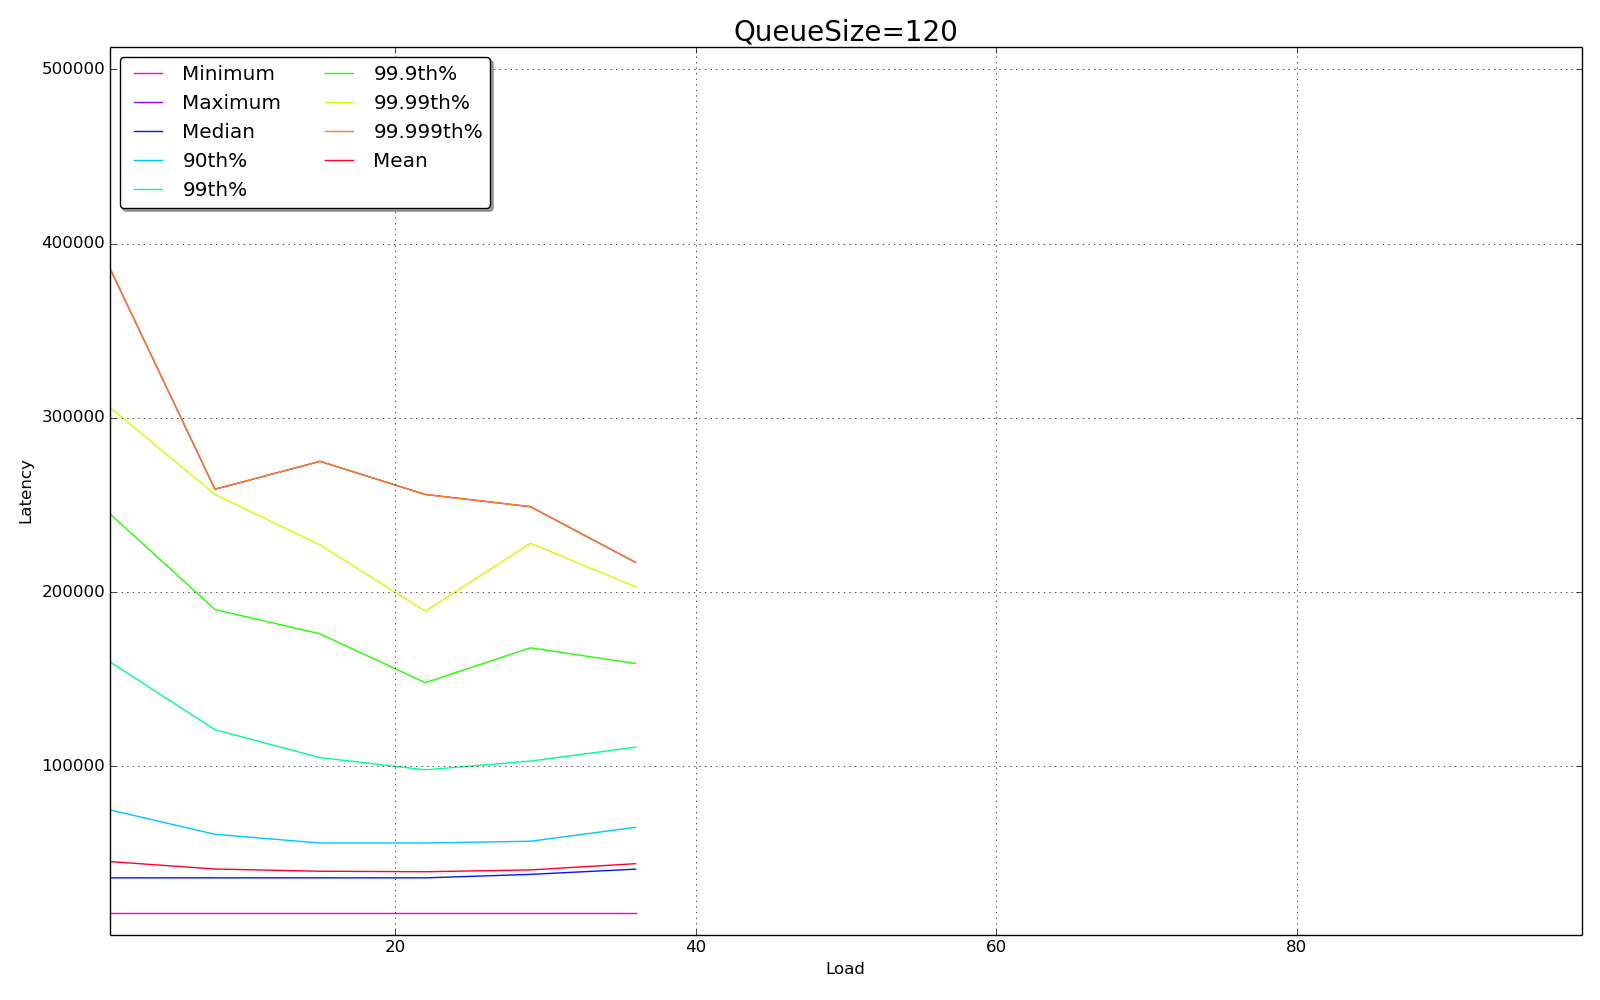 QueueSize=120
500000
400000
300000
200000
100000
Latency
Minimum
Maximum
Median
90th%
99th%
99.9th%
99.99th%
99.999th%
Mean
20
40
60
80
Load